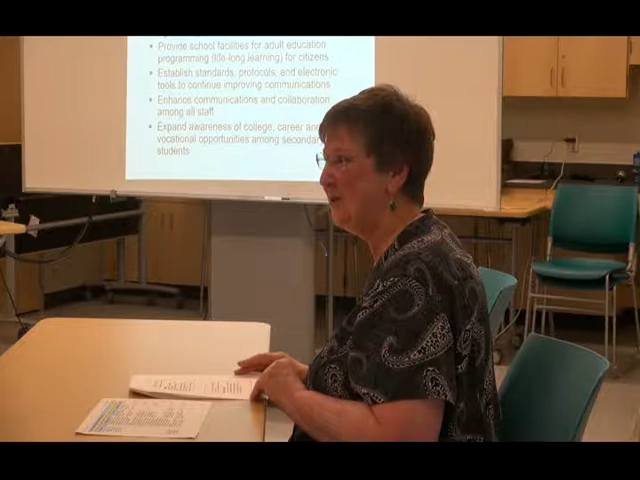 • Provide school facilities for adult education
programming (life-long learning) for citizens
• Establish standards, protocols, and electronic
tools to continue improving communications
• Enhance communications and collaboration
among all staff
• Expand awareness of college, career and
vocational opportunities among secondar
students